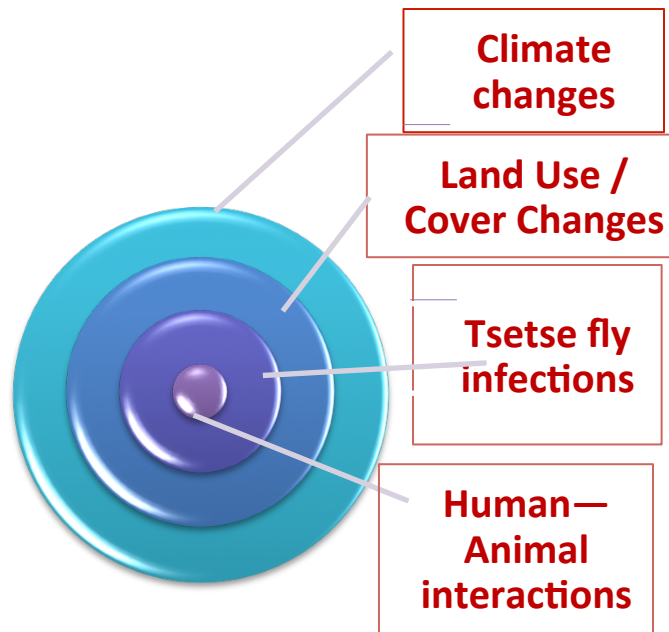 Climate
changes
Land Use /
Cover Changes
Tsetse fly
infections
Human—
Animal
interactions